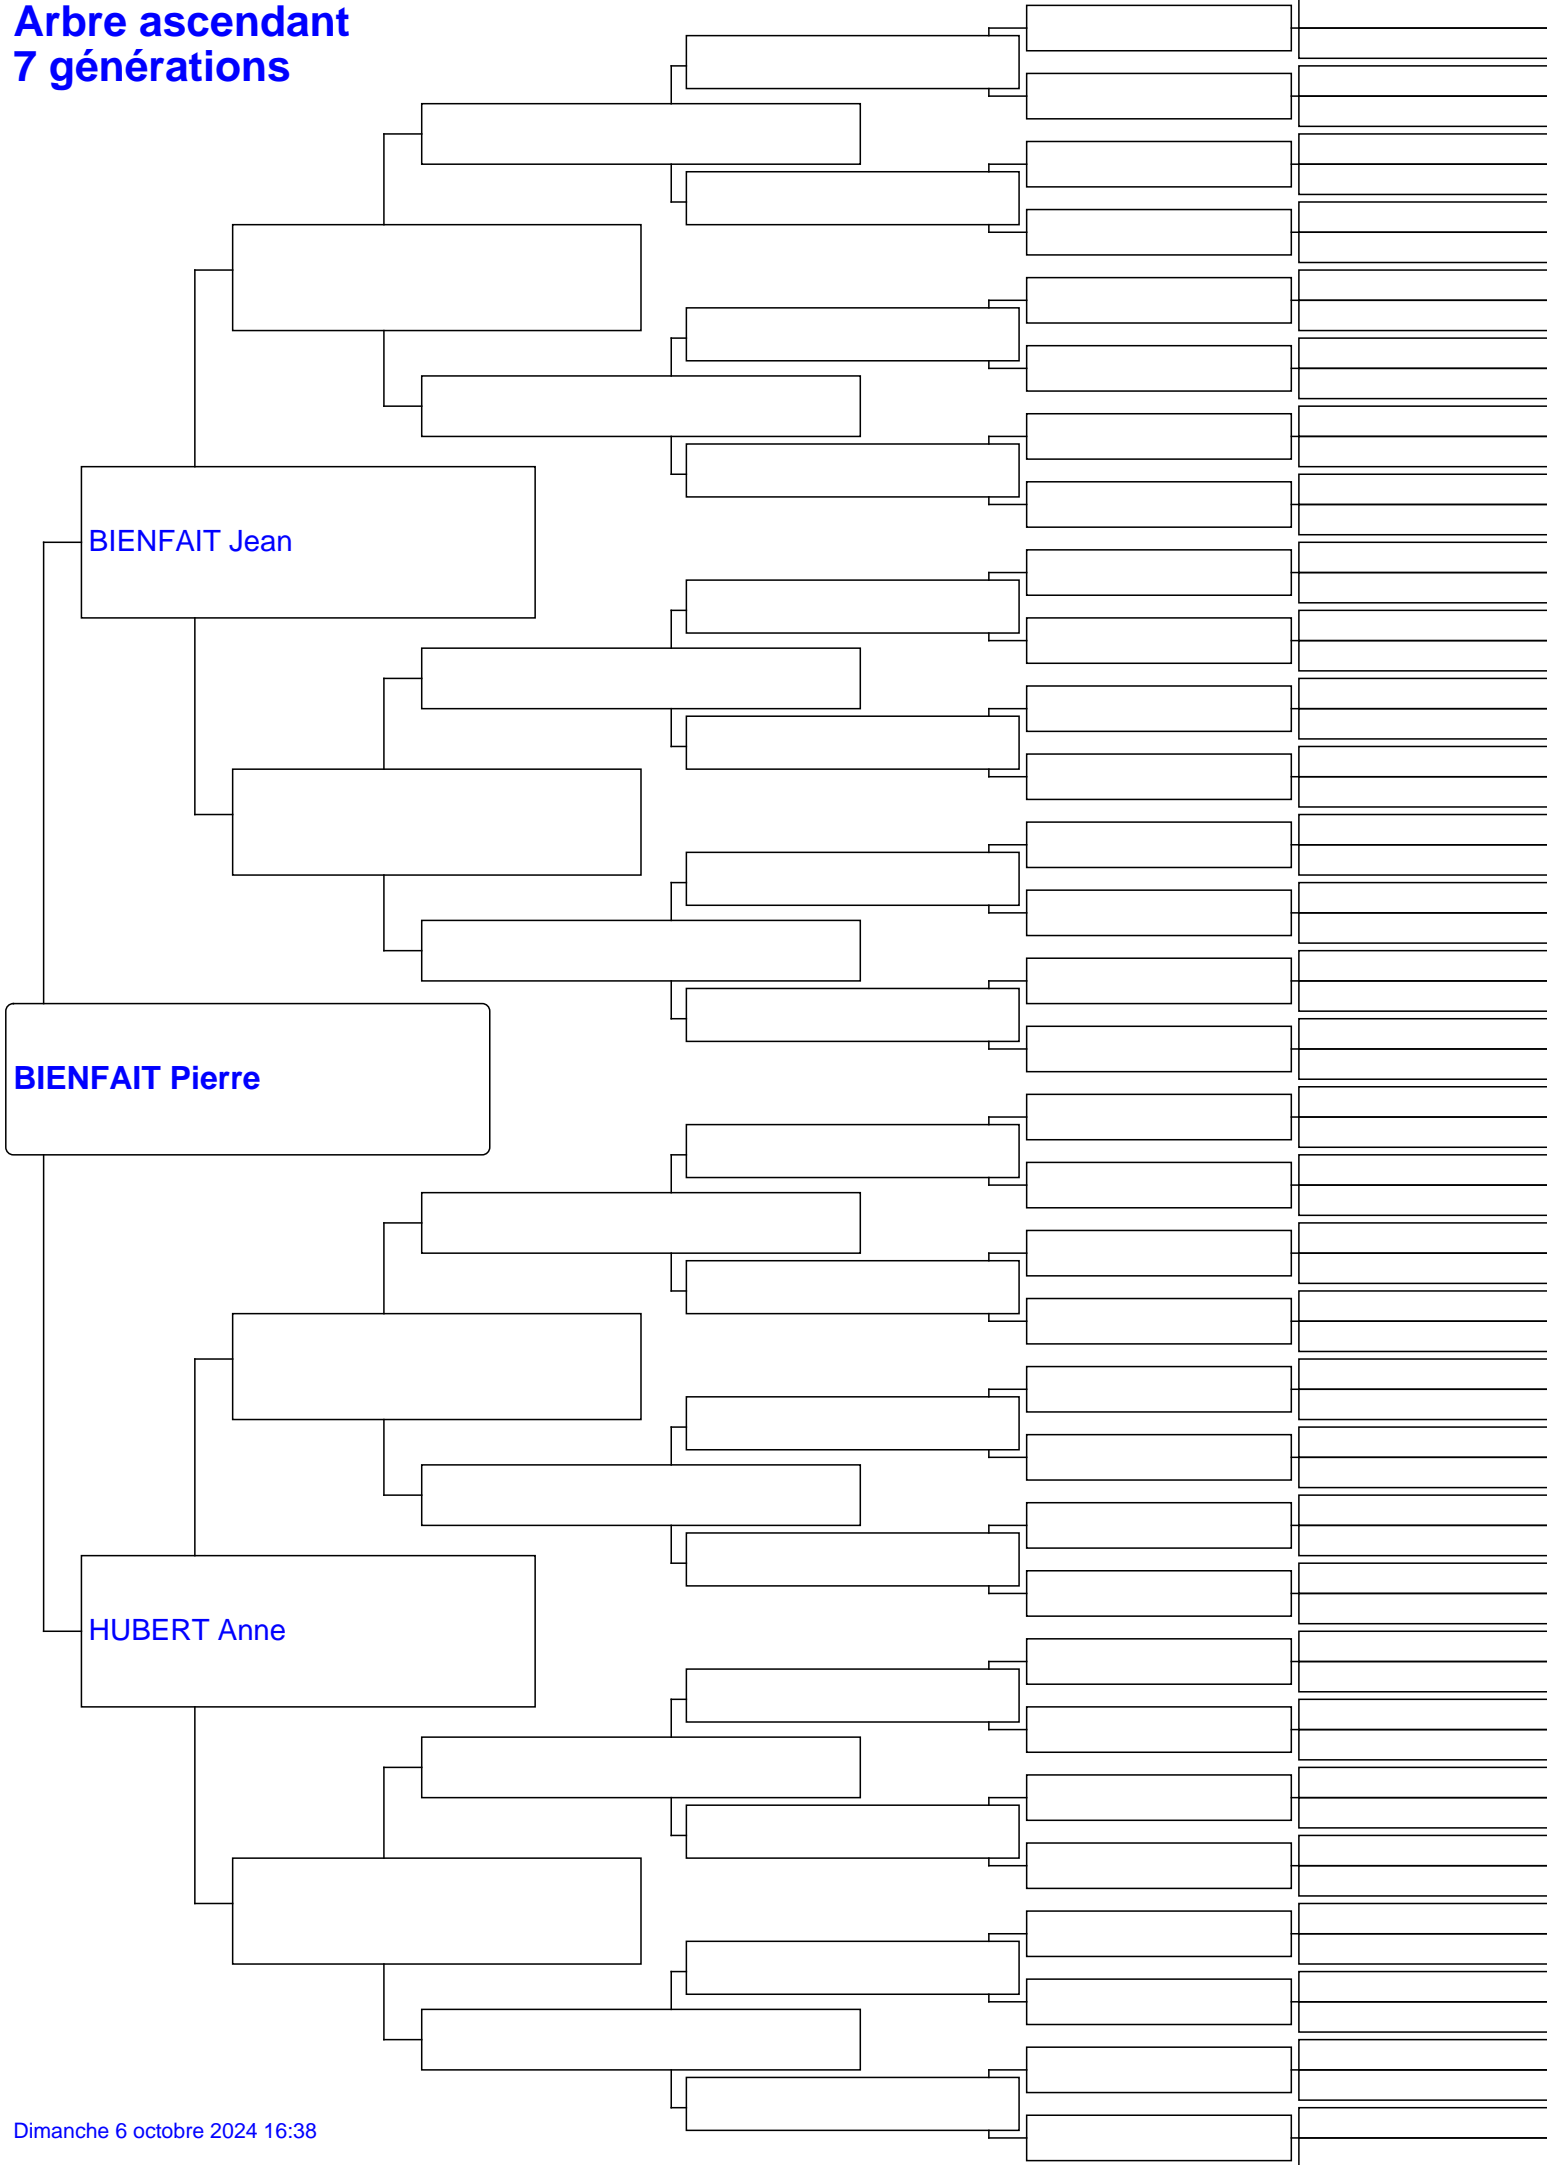 Arbre ascendant
7 générations
BIENFAIT Jean
BIENFAIT Pierre
HUBERT Anne
Dimanche 6 octobre 2024 16:38